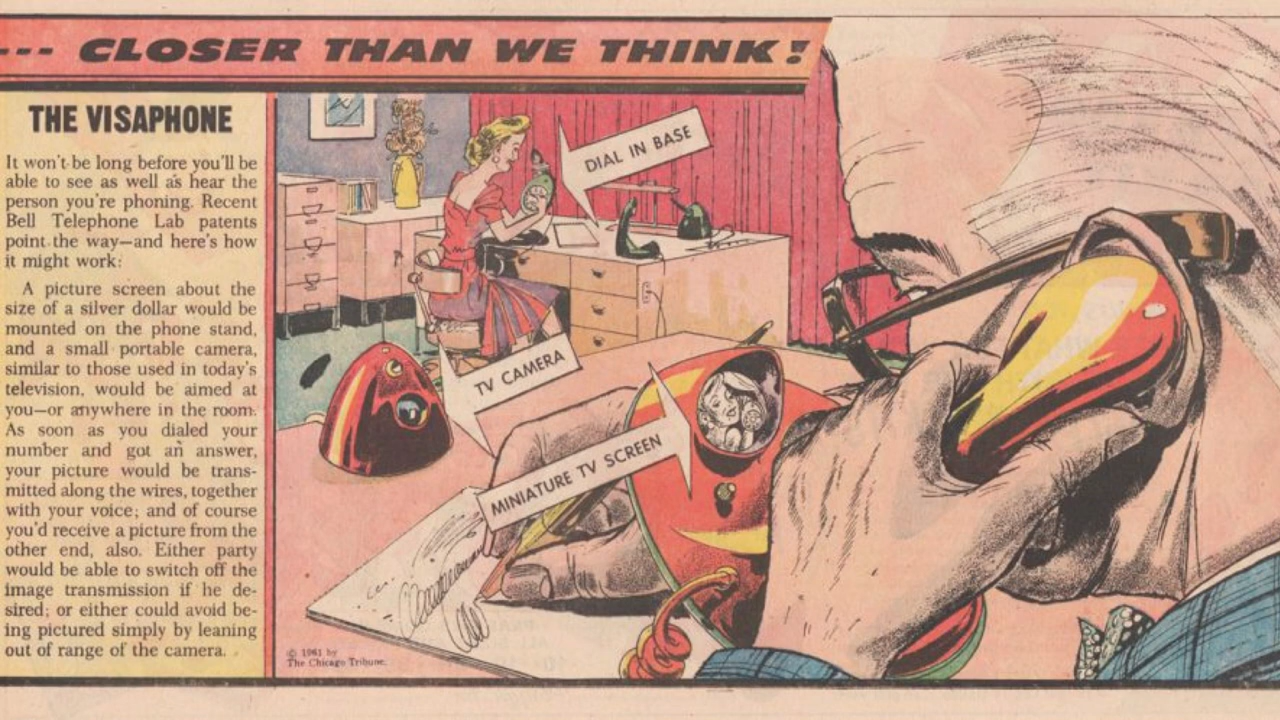 --- CLOSER THAN WE THINK!
THE VISAPHONE
It won't be long before you'll be
able to see as well as hear the
person you're phoning. Recent
Bell Telephone Lab patents
point the way—and here's how
it might work:
A picture screen about the
size of a silver dollar would be
mounted on the phone stand,
and a small portable camera,
similar to those used in today's
television, would be aimed at
you—or anywhere in the room.
As soon as you dialed your
number and got an answer,
your picture would be trans-
mitted along the wires, together
with your voice; and of course
you'd receive a picture from the
other end, also. Either party
would be able to switch off the
image transmission if he de-
sired; or either could avoid be-
ing pictured simply by leaning
out of range of the camera.
DIAL IN BASE
TV CAMERA
MINIATURE TV SCREEN
© 1961 by
The Chicago Tribune.